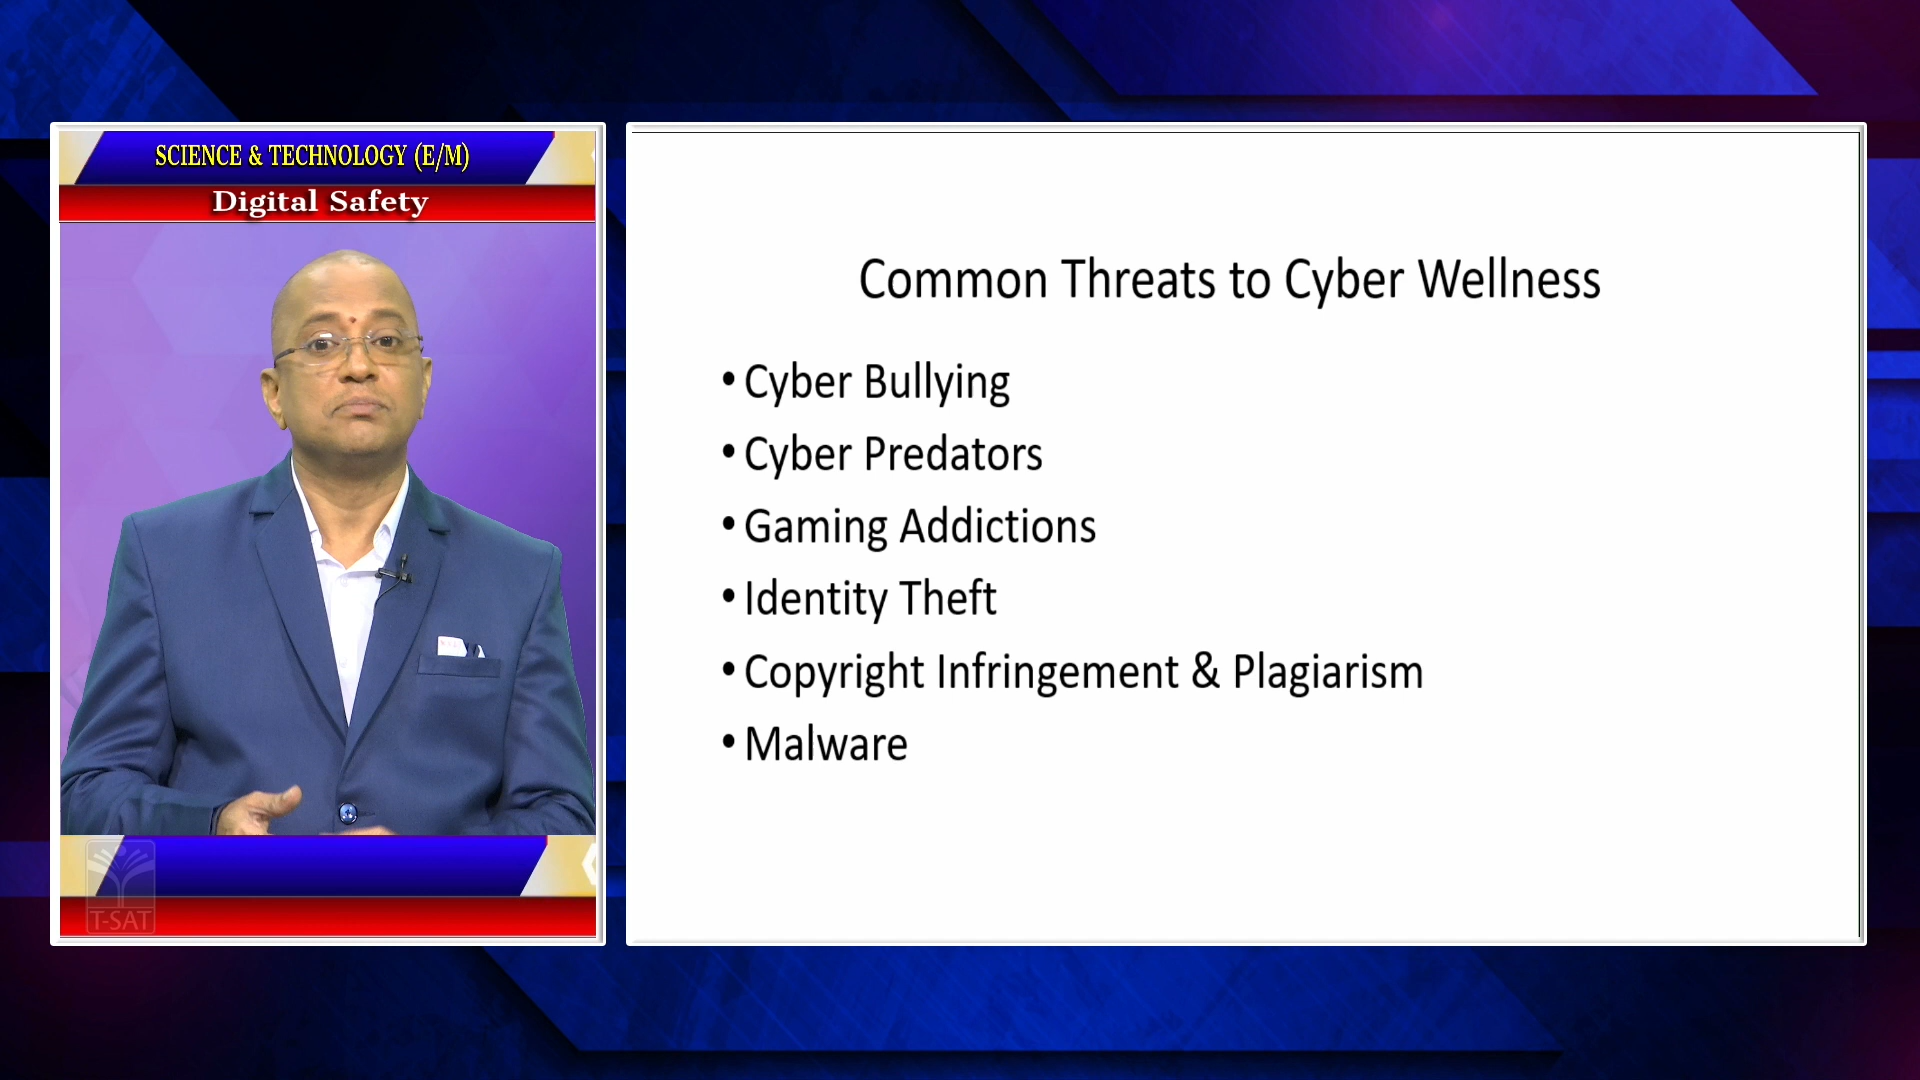 SCIENCE & TECHNOLOGY (E/M)
Digital Safety
T-SAT
Common Threats to Cyber Wellness
• Cyber Bullying
• Cyber Predators
• Gaming Addictions
• Identity Theft
• Copyright Infringement & Plagiarism
• Malware